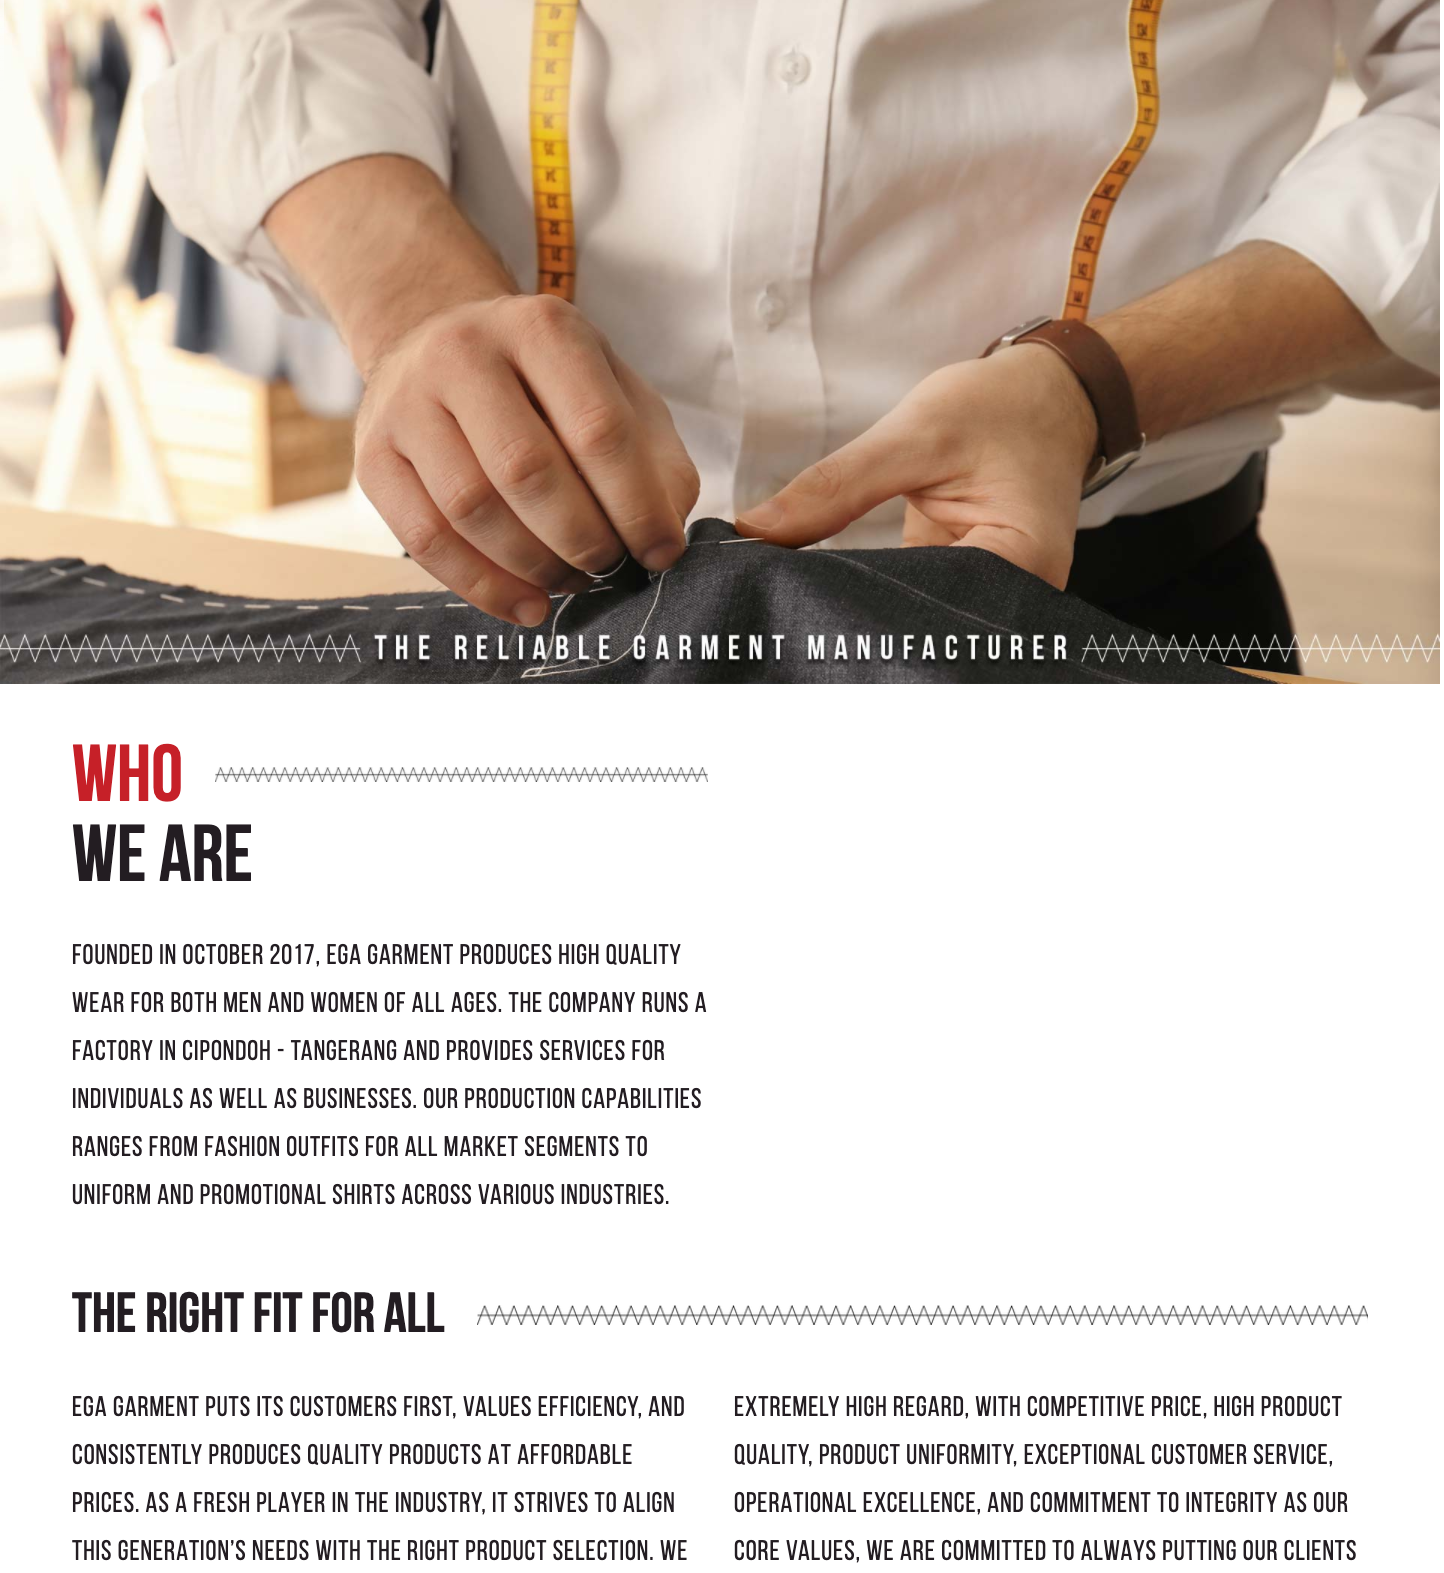 THE RELIABLE GARMENT MANUFACTURER
WHO
WE ARE
FOUNDED IN OCTOBER 2017, EGA GARMENT PRODUCES HIGH QUALITY
WEAR FOR BOTH MEN AND WOMEN OF ALL AGES. THE COMPANY RUNS A
FACTORY IN CIPONDOH - TANGERANG AND PROVIDES SERVICES FOR
INDIVIDUALS AS WELL AS BUSINESSES. OUR PRODUCTION CAPABILITIES
RANGES FROM FASHION OUTFITS FOR ALL MARKET SEGMENTS TO
UNIFORM AND PROMOTIONAL SHIRTS ACROSS VARIOUS INDUSTRIES.
THE RIGHT FIT FOR ALL
EGA GARMENT PUTS ITS CUSTOMERS FIRST, VALUES EFFICIENCY, AND
CONSISTENTLY PRODUCES QUALITY PRODUCTS AT AFFORDABLE
PRICES. AS A FRESH PLAYER IN THE INDUSTRY, IT STRIVES TO ALIGN
THIS GENERATION'S NEEDS WITH THE RIGHT PRODUCT SELECTION. WE
EXTREMELY HIGH REGARD, WITH COMPETITIVE PRICE, HIGH PRODUCT
QUALITY, PRODUCT UNIFORMITY, EXCEPTIONAL CUSTOMER SERVICE,
OPERATIONAL EXCELLENCE, AND COMMITMENT TO INTEGRITY AS OUR
CORE VALUES, WE ARE COMMITTED TO ALWAYS PUTTING OUR CLIENTS